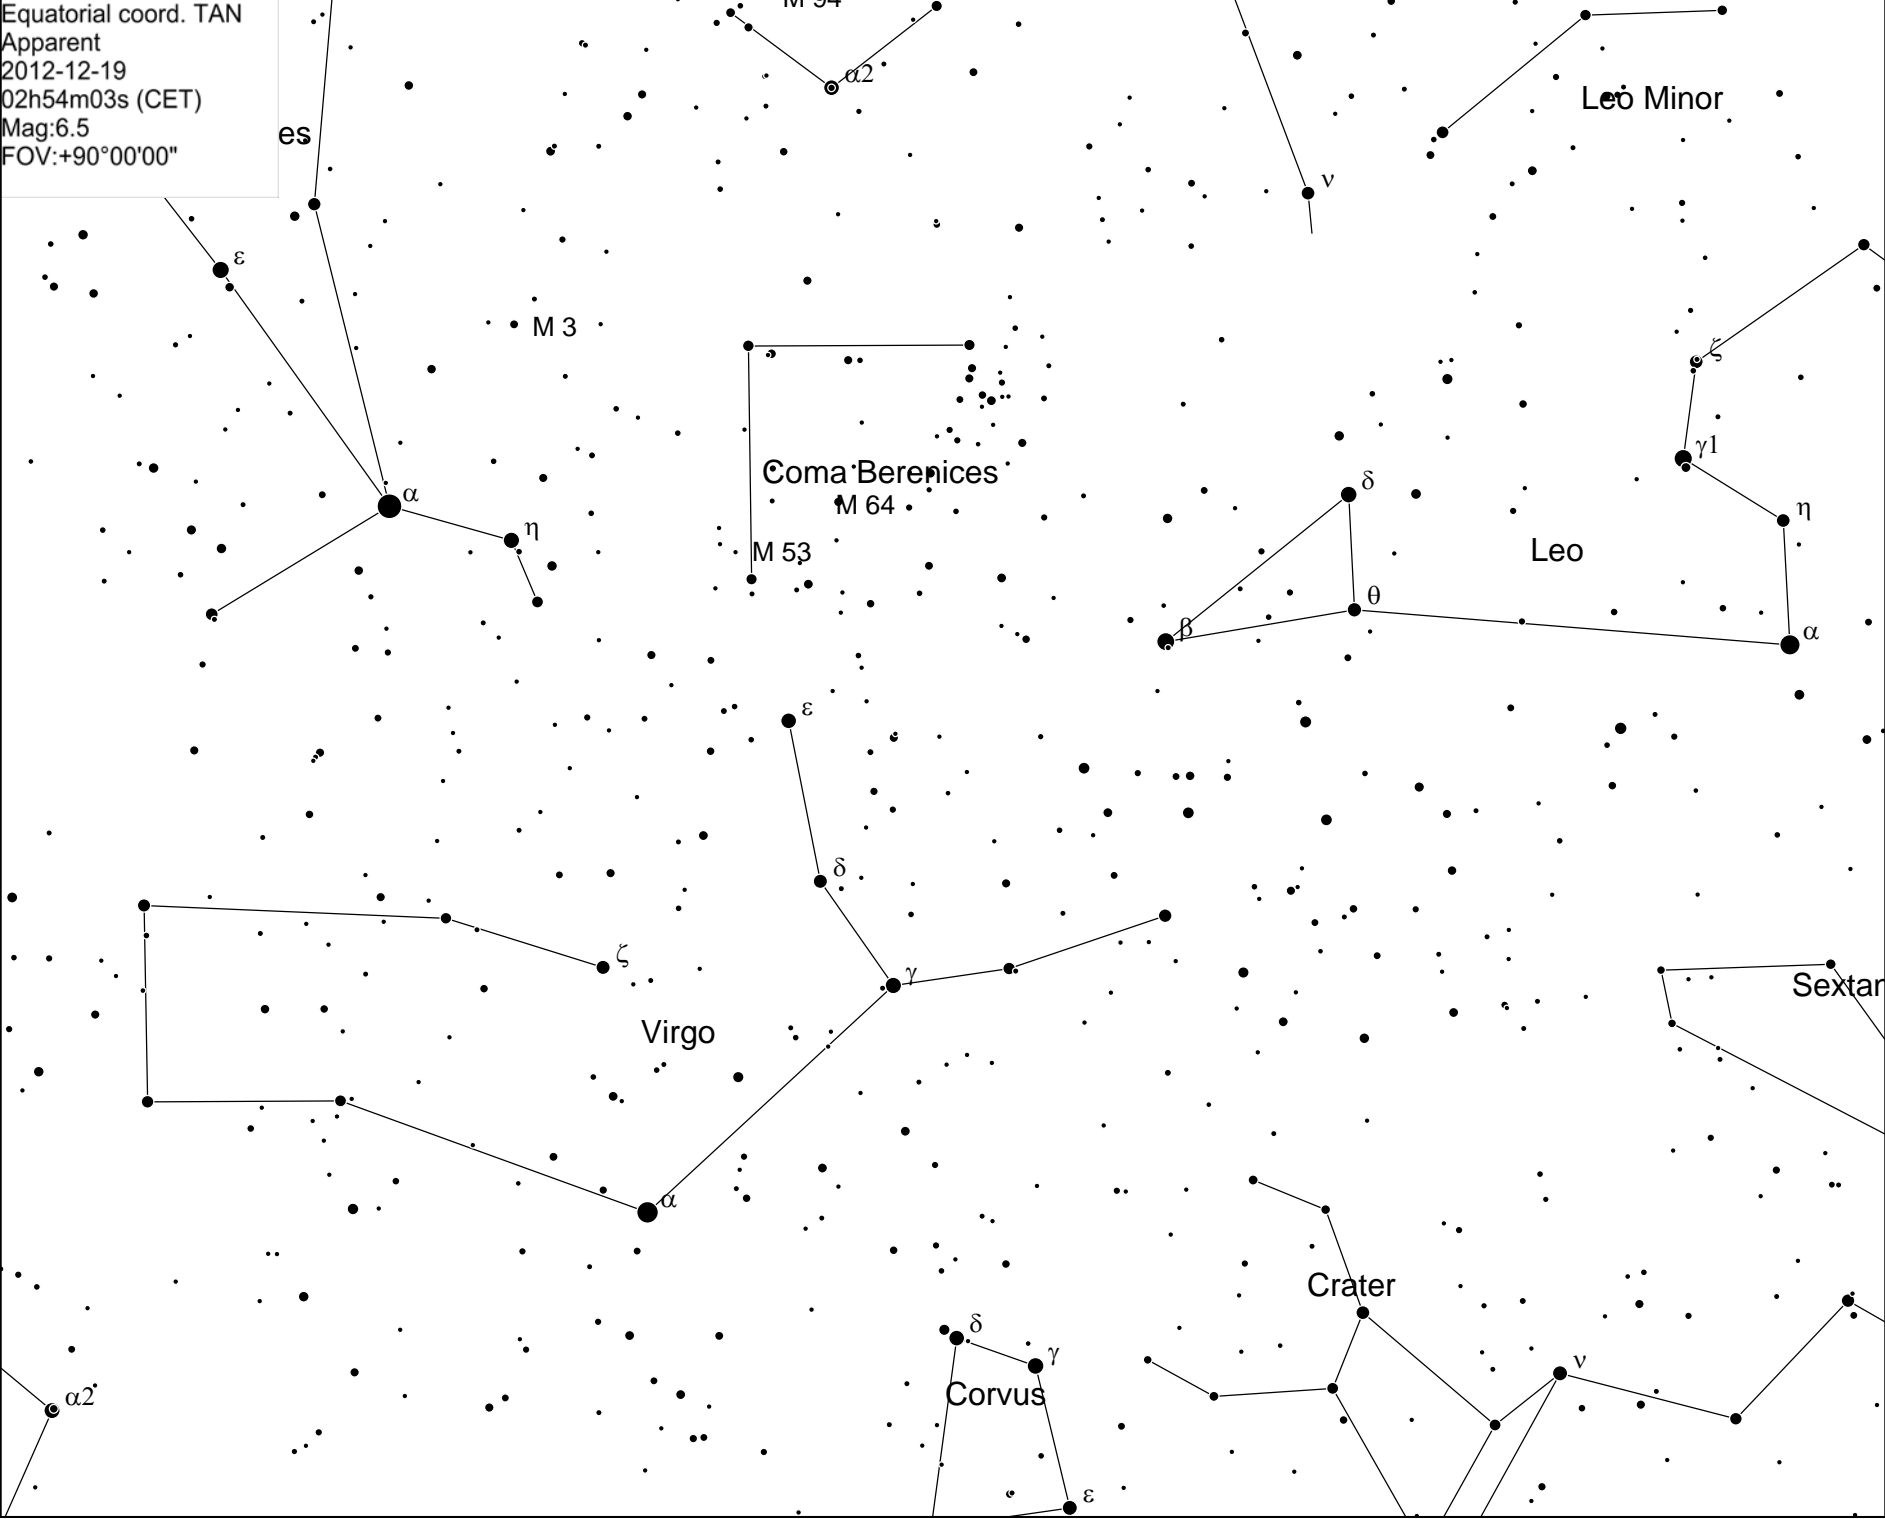 Equatorial coord. TAN
Apparent
2012-12-19
02h54m03s (CET)
Mag:6.5
FOV:+90°00'00"
M 94
α2
es
Leo Minor
ν
ε
M 3
ζ
γ1
Coma Berenices
δ
α
M 64
η
η
M 53
Leo
θ
β
α
ε
δ
ζ
γ
Sextan
Virgo
α
Crater
δ
γ
ν
Corvus
α2
ε